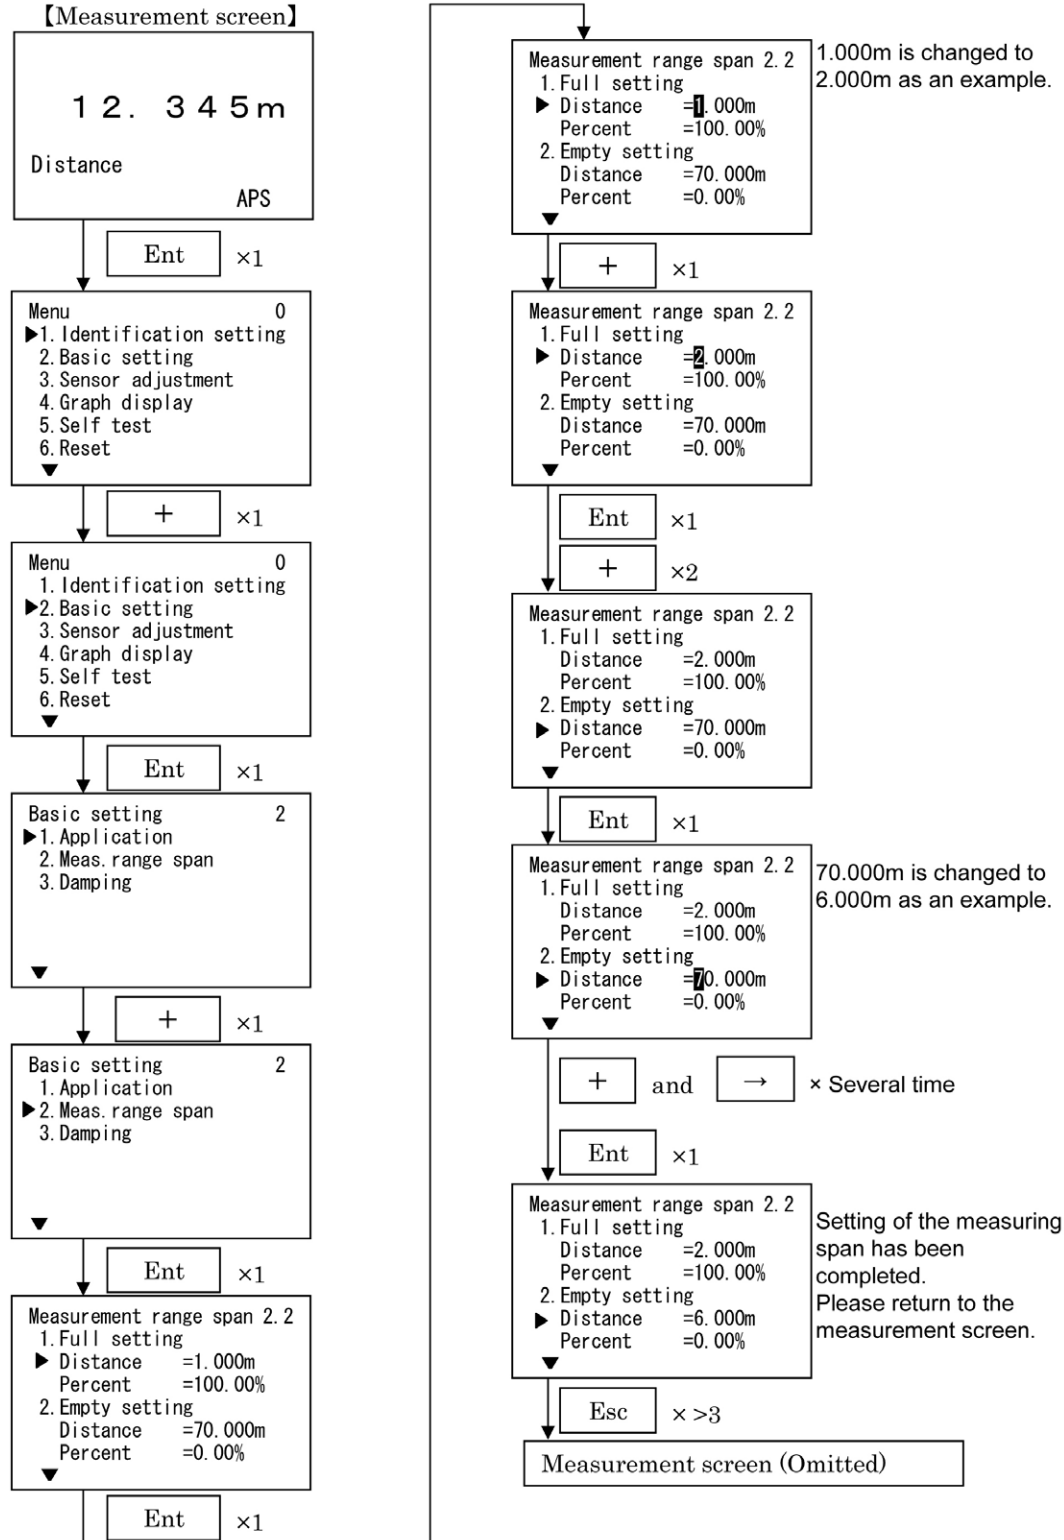 【Measurement screen】
12.345m
Distance
APS
Ent ×1
Menu 0
▶1.Identification setting
2.Basic setting
3.Sensor adjustment
4.Graph display
5.Self test
6.Reset
▼
+ ×1
Menu 0
1.Identification setting
▶2.Basic setting
3.Sensor adjustment
4.Graph display
5.Self test
6.Reset
▼
Ent ×1
Basic setting 2
▶1.Application
2.Meas.range span
3.Damping
▼
+ ×1
Basic setting 2
1.Application
▶2.Meas.range span
3.Damping
▼
Ent ×1
Measurement range span 2.2
1.Full setting
▶ Distance =1.000m
Percent =100.00%
2.Empty setting
Distance =70.000m
Percent =0.00%
▼
Ent ×1
Measurement range span 2.2
1.Full setting
▶ Distance =1.000m
Percent =100.00%
2.Empty setting
Distance =70.000m
Percent =0.00%
▼
1.000m is changed to
2.000m as an example.
+ ×1
Measurement range span 2.2
1.Full setting
▶ Distance =2.000m
Percent =100.00%
2.Empty setting
Distance =70.000m
Percent =0.00%
▼
Ent ×1
+ ×2
Measurement range span 2.2
1.Full setting
Distance =2.000m
Percent =100.00%
2.Empty setting
▶ Distance =70.000m
Percent =0.00%
▼
Ent ×1
Measurement range span 2.2
1.Full setting
Distance =2.000m
Percent =100.00%
2.Empty setting
▶ Distance =70.000m
Percent =0.00%
▼
70.000m is changed to
6.000m as an example.
+ and → × Several time
Ent ×1
Measurement range span 2.2
1.Full setting
Distance =2.000m
Percent =100.00%
2.Empty setting
▶ Distance =6.000m
Percent =0.00%
▼
Setting of the measuring
span has been
completed.
Please return to the
measurement screen.
Esc × >3
Measurement screen (Omitted)